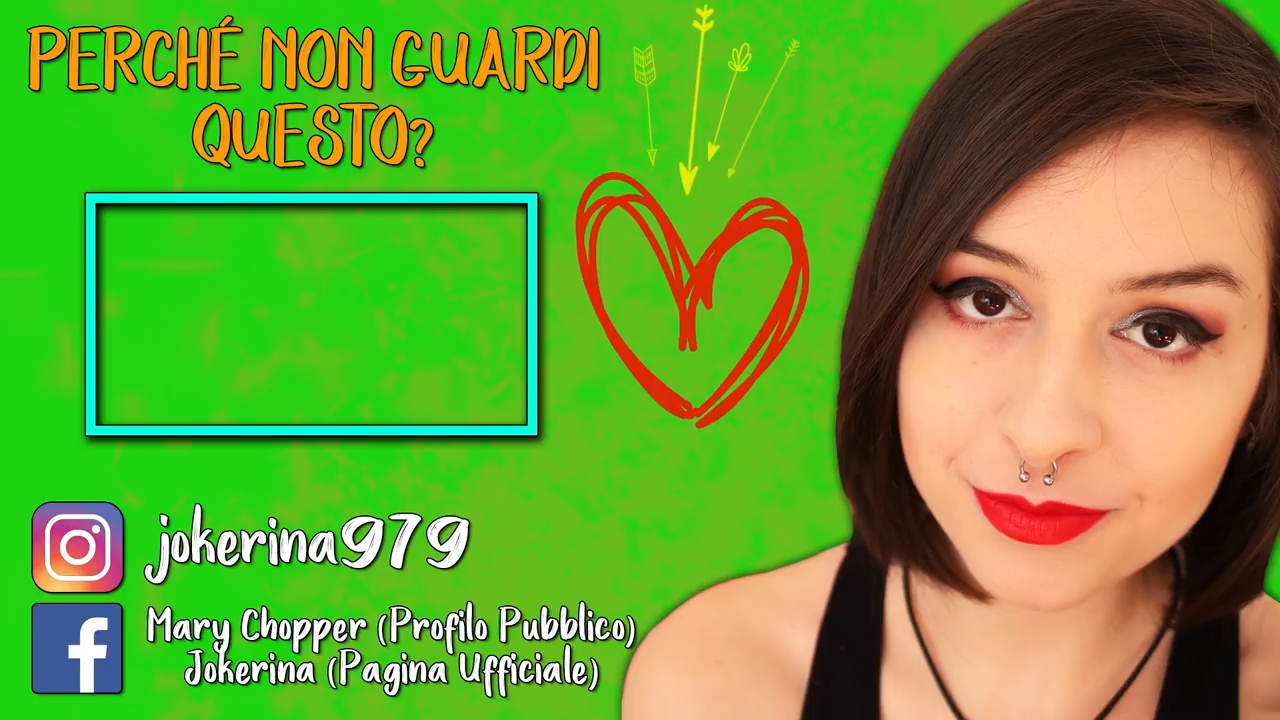 PERCHÉ NON GUARDI
QUESTO?
jokerina979
Mary Chopper (Profilo Pubblico)
Jokerina (Pagina Ufficiale)